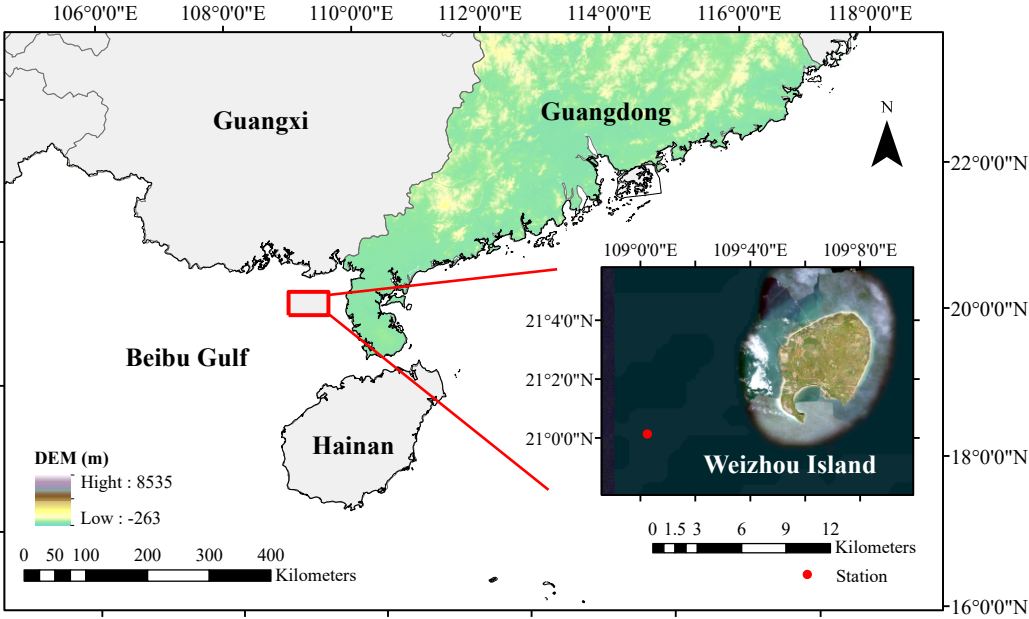 106°0'0"E 108°0'0"E 110°0'0"E 112°0'0"E 114°0'0"E 116°0'0"E 118°0'0"E
Guangxi
Guangdong
N
22°0'0"N
109°0'0"E 109°4'0"E 109°8'0"E
20°0'0"N
21°4'0"N
Beibu Gulf
21°2'0"N
21°0'0"N
Hainan
Weizhou Island
18°0'0"N
DEM (m)
Hight : 8535
Low : -263
0 1.5 3 6 9 12
Kilometers
0 50 100 200 300 400
Kilometers
Station
16°0'0"N